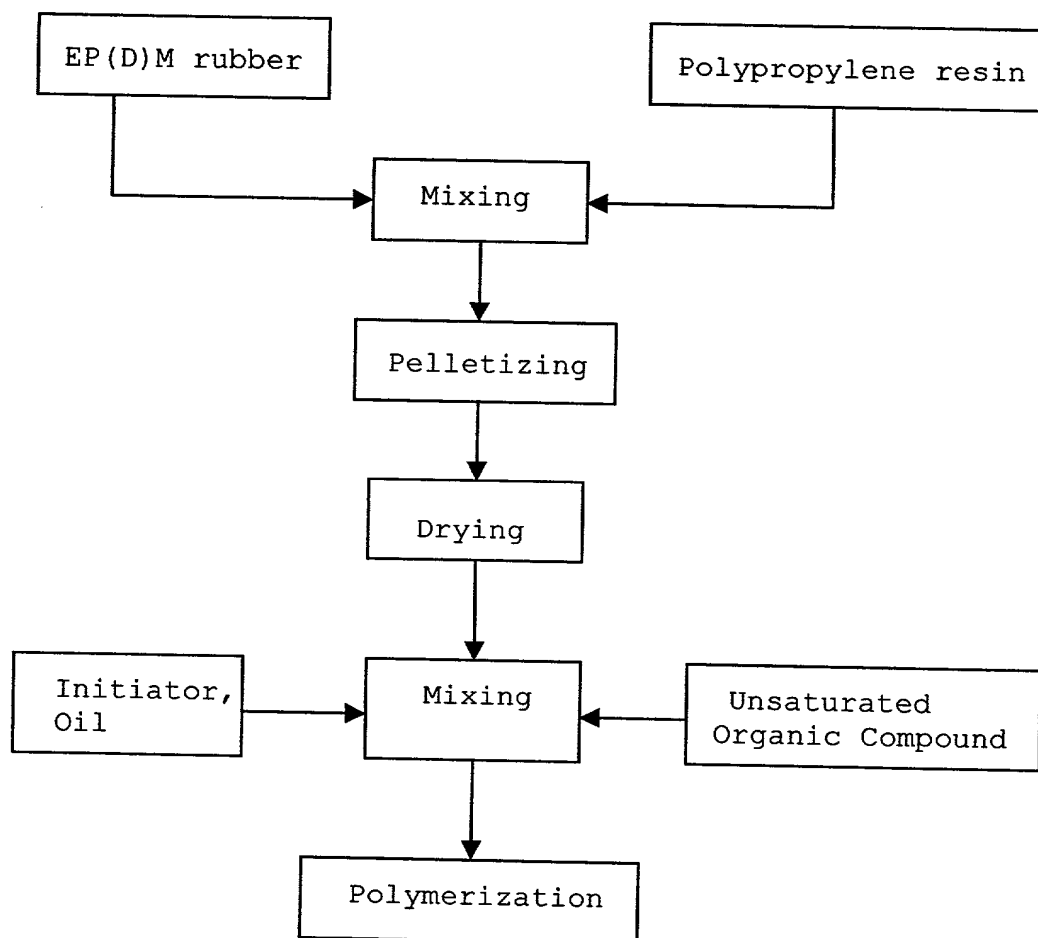 EP(D)M rubber
Polypropylene resin
Mixing
Pelletizing
Drying
Initiator,
Oil
Mixing
Unsaturated
Organic Compound
Polymerization